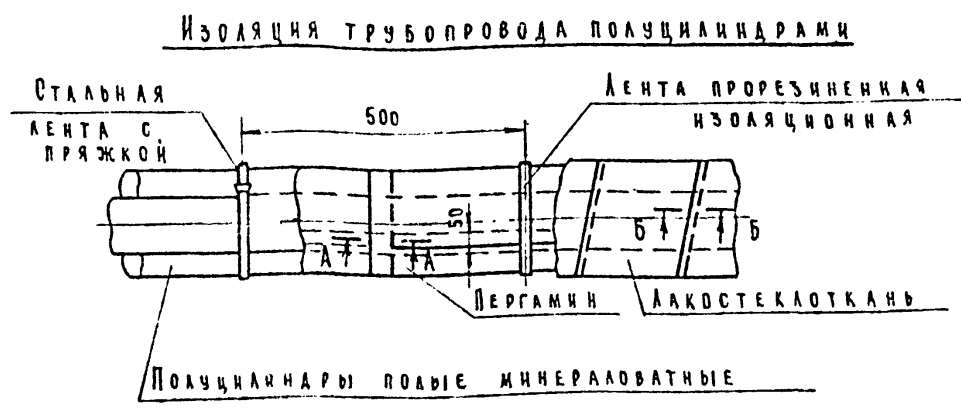 Изоляция трубопровода полуцилиндрами
Стальная
лента с
пряжкой
500
Лента прорезиненная
изоляционная
50
А
А
Б
Б
Пергамин
Лакостеклоткань
Полуцилиндры полые минераловатные